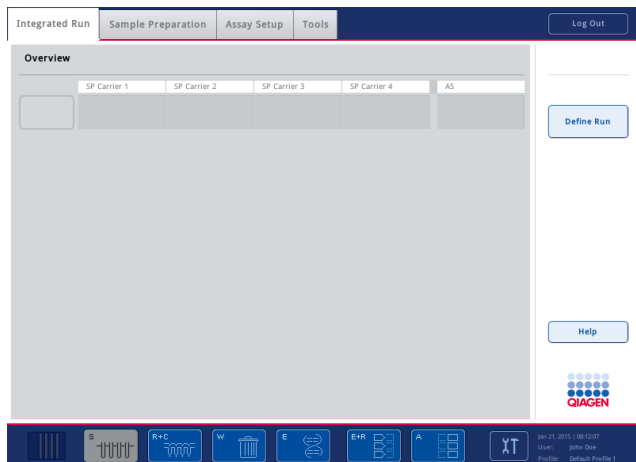 Integrated Run
Sample Preparation
Assay Setup
Tools
Log Out
Overview
SP Carrier 1
SP Carrier 2
SP Carrier 3
SP Carrier 4
AS
Define Run
Help
QIAGEN
S
R+C
W
E
E+R
A
Jan 21, 2015 | 08:12:07
User: John Doe
Profile: Default Profile 1